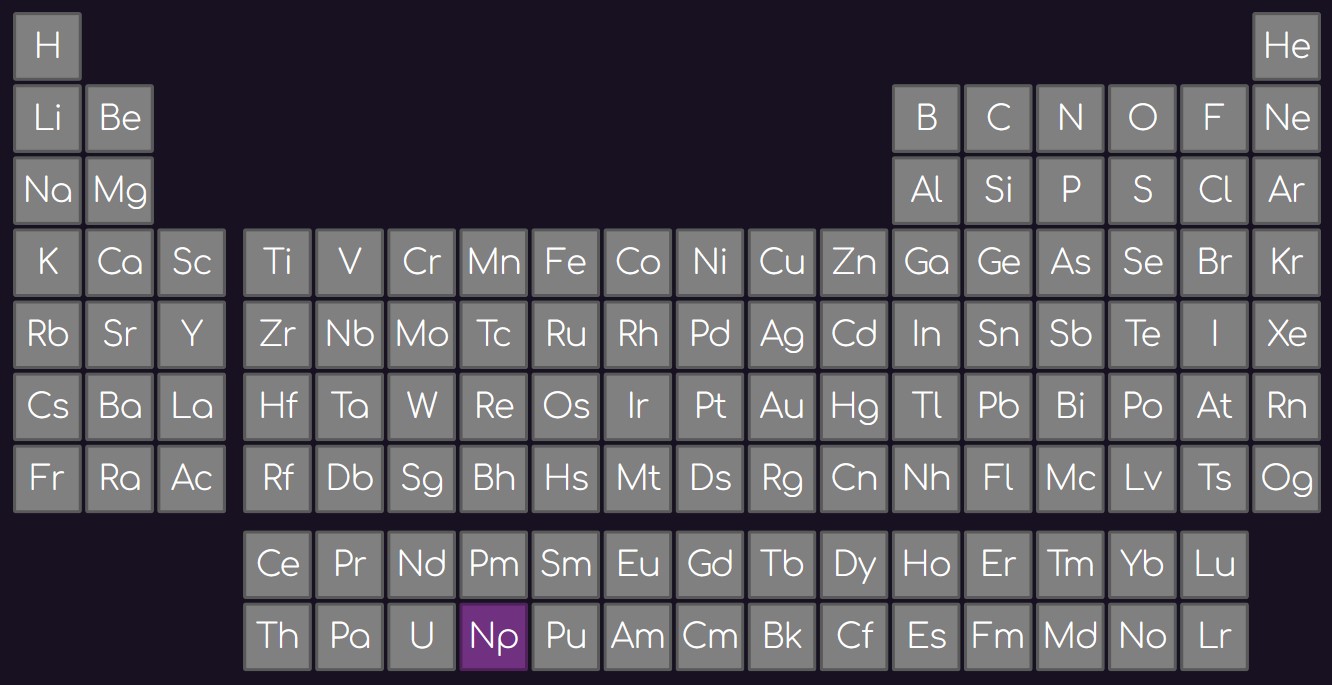 H He
Li Be B C N O F Ne
Na Mg Al Si P S Cl Ar
K Ca Sc Ti V Cr Mn Fe Co Ni Cu Zn Ga Ge As Se Br Kr
Rb Sr Y Zr Nb Mo Tc Ru Rh Pd Ag Cd In Sn Sb Te I Xe
Cs Ba La Hf Ta W Re Os Ir Pt Au Hg Tl Pb Bi Po At Rn
Fr Ra Ac Rf Db Sg Bh Hs Mt Ds Rg Cn Nh Fl Mc Lv Ts Og
Ce Pr Nd Pm Sm Eu Gd Tb Dy Ho Er Tm Yb Lu
Th Pa U Np Pu Am Cm Bk Cf Es Fm Md No Lr